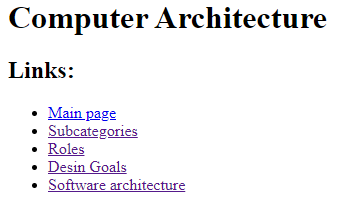 Computer Architecture
Links:
Main page
Subcategories
Roles
Desin Goals
Software architecture